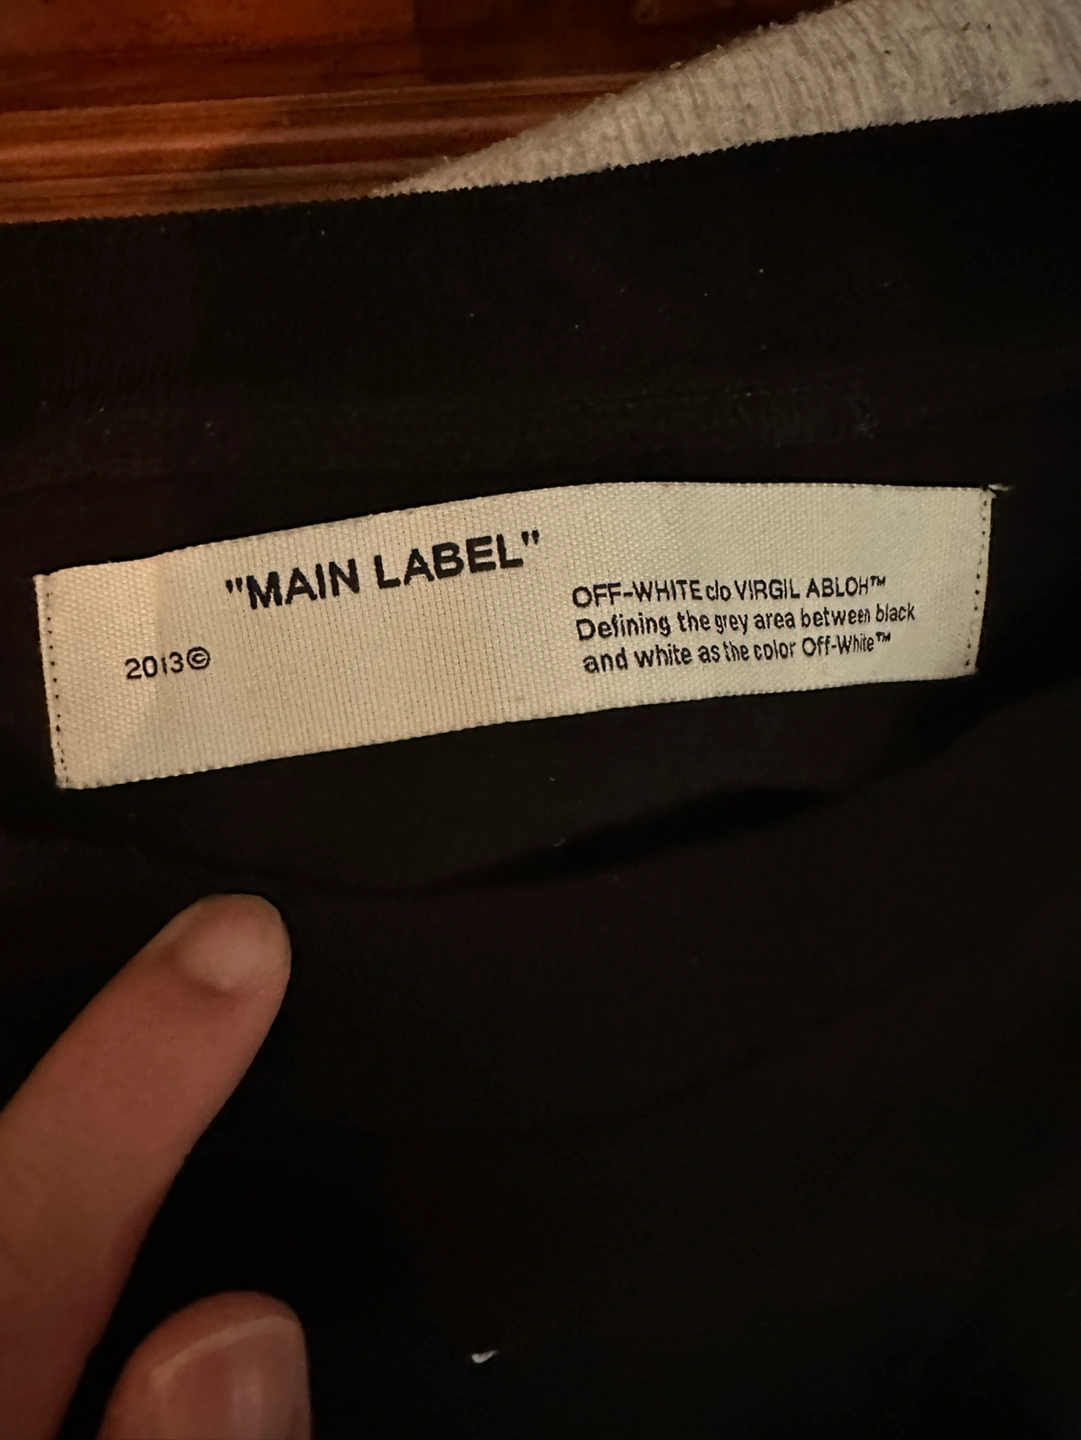 "MAIN LABEL"
2013©
OFF-WHITE c/o VIRGIL ABLOH™
Defining the grey area between black
and white as the color Off-White™